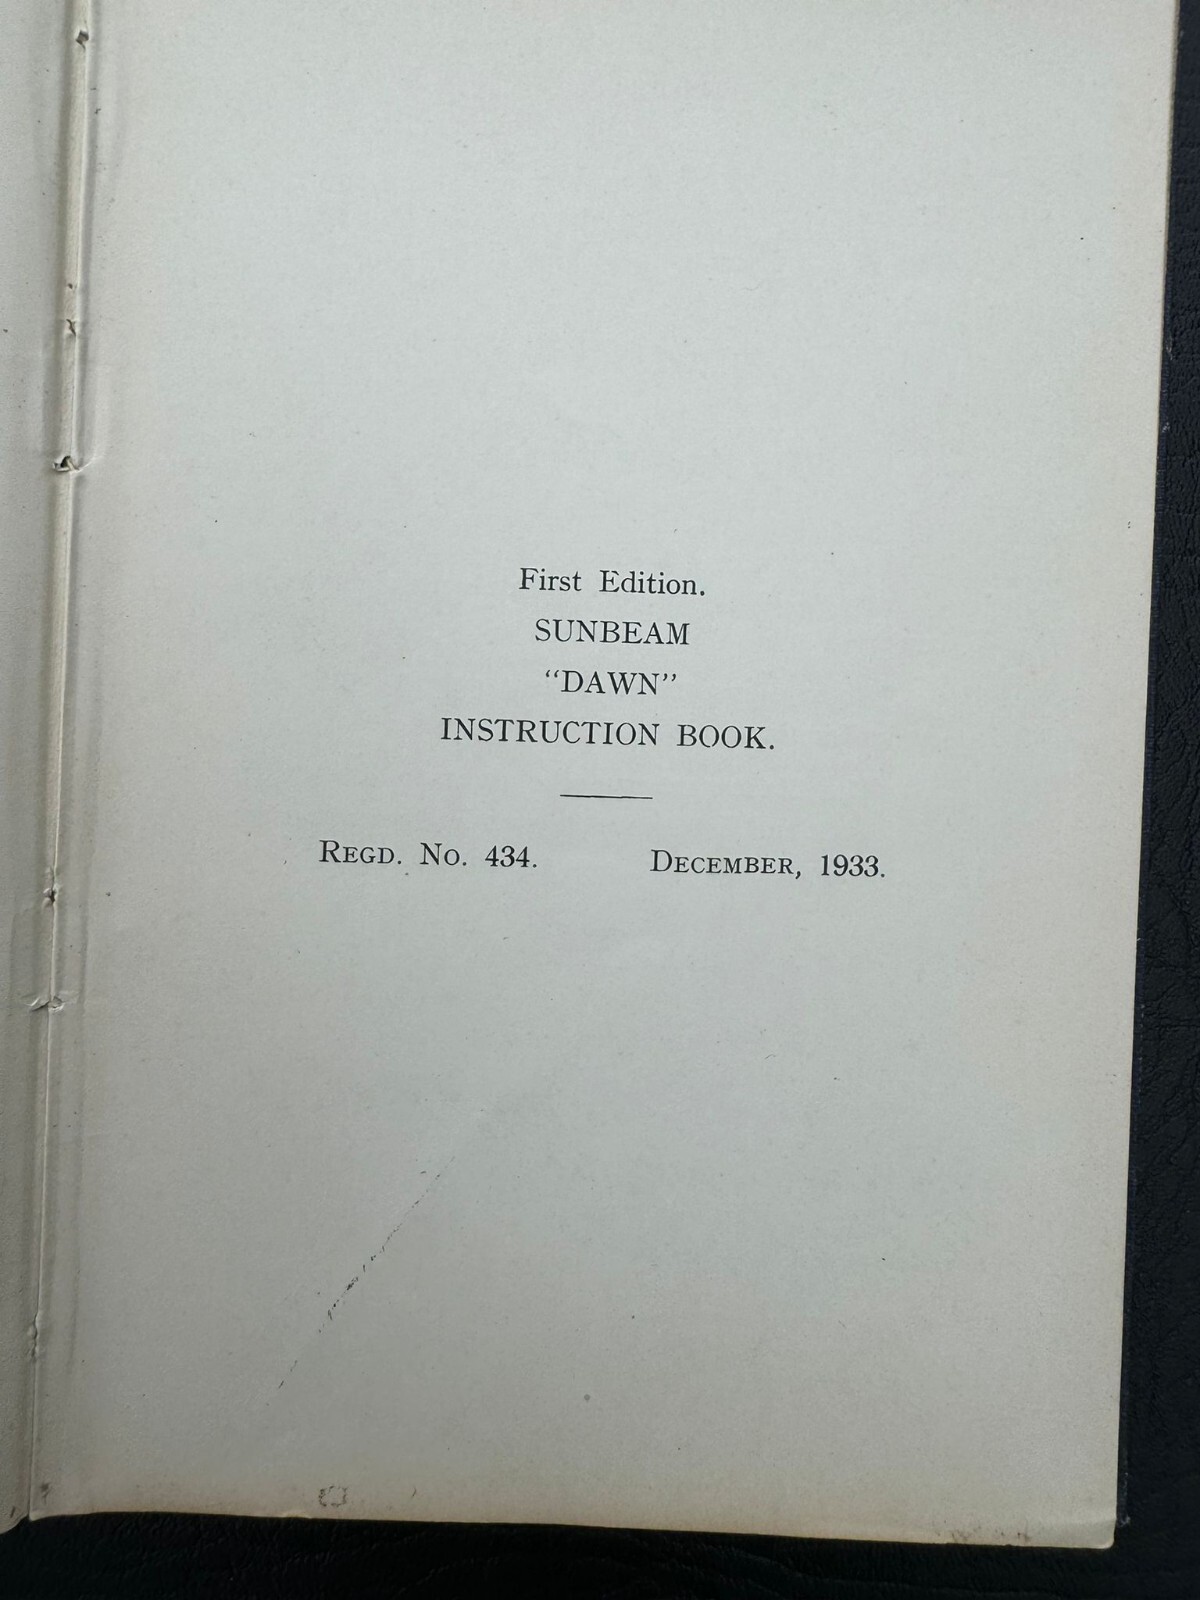 First Edition.
SUNBEAM
“DAWN”
INSTRUCTION BOOK.
REGD. NO. 434. DECEMBER, 1933.